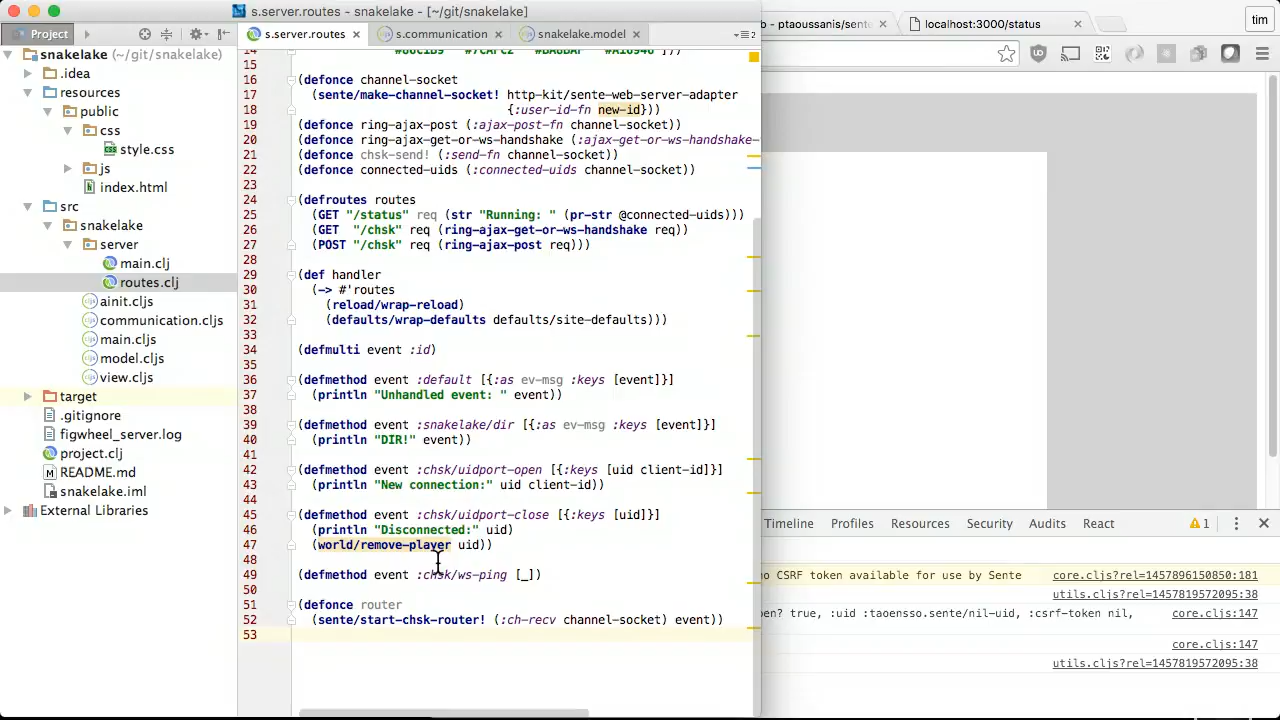 s.server.routes - snakelake - [~/git/snakelake]
Project
s.server.routes
s.communication
snakelake.model
2
b - ptaoussanis/sente
localhost:3000/status
tim
snakelake (~/git/snakelake)
.idea
resources
public
css
style.css
js
index.html
src
snakelake
server
main.clj
routes.clj
ainit.cljs
communication.cljs
main.cljs
model.cljs
view.cljs
target
.gitignore
figwheel_server.log
project.clj
README.md
snakelake.iml
External Libraries
15
16 (defonce channel-socket
17 (sente/make-channel-socket! http-kit/sente-web-server-adapter
18 {:user-id-fn new-id}))
19 (defonce ring-ajax-post (:ajax-post-fn channel-socket))
20 (defonce ring-ajax-get-or-ws-handshake (:ajax-get-or-ws-handshake-
21 (defonce chsk-send! (:send-fn channel-socket))
22 (defonce connected-uids (:connected-uids channel-socket))
23
24 (defroutes routes
25 (GET "/status" req (str "Running: " (pr-str @connected-uids)))
26 (GET "/chsk" req (ring-ajax-get-or-ws-handshake req))
27 (POST "/chsk" req (ring-ajax-post req)))
28
29 (def handler
30 (-> #'routes
31 (reload/wrap-reload)
32 (defaults/wrap-defaults defaults/site-defaults)))
33
34 (defmulti event :id)
35
36 (defmethod event :default [{:as ev-msg :keys [event]}]
37 (println "Unhandled event: " event))
38
39 (defmethod event :snakelake/dir [{:as ev-msg :keys [event]}]
40 (println "DIR!" event))
41
42 (defmethod event :chsk/uidport-open [{:keys [uid client-id]}]
43 (println "New connection:" uid client-id))
44
45 (defmethod event :chsk/uidport-close [{:keys [uid]}]
46 (println "Disconnected:" uid)
47 (world/remove-player uid))
48
49 (defmethod event :chsk/ws-ping [_])
50
51 (defonce router
52 (sente/start-chsk-router! (:ch-recv channel-socket) event))
53
Timeline Profiles Resources Security Audits React 1
o CSRF token available for use by Sente core.cljs?rel=1457896150850:181
utils.cljs?rel=1457819572095:38
open? true, :uid :taoensso.sente/nil-uid, :csrf-token nil, core.cljs:147
core.cljs:147
utils.cljs?rel=1457819572095:38